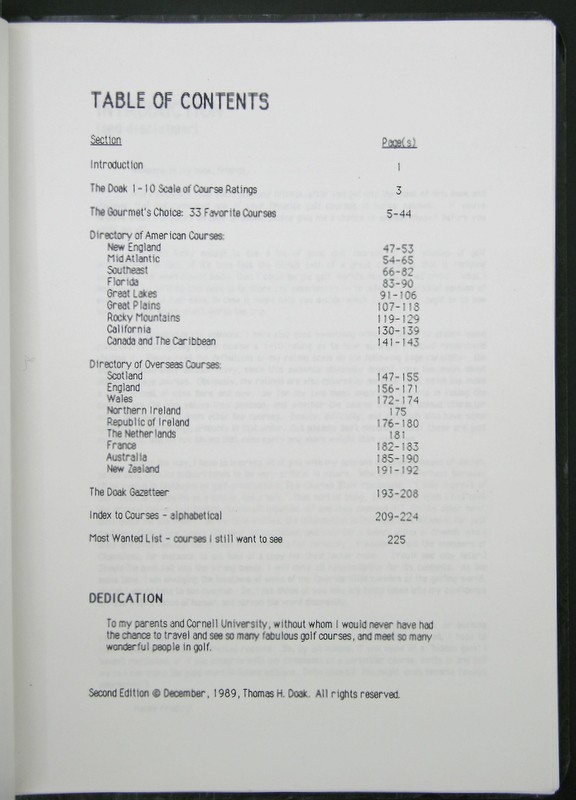 TABLE OF CONTENTS
Section Page(s)
Introduction 1
The Doak 1-10 Scale of Course Ratings 3
The Gourmet's Choice: 33 Favorite Courses 5-44
Directory of American Courses:
New England 47-53
Mid Atlantic 54-65
Southeast 66-82
Florida 83-90
Great Lakes 91-106
Great Plains 107-118
Rocky Mountains 119-129
California 130-139
Canada and The Caribbean 141-143
Directory of Overseas Courses:
Scotland 147-155
England 156-171
Wales 172-174
Northern Ireland 175
Republic of Ireland 176-180
The Netherlands 181
France 182-183
Australia 185-190
New Zealand 191-192
The Doak Gazetteer 193-208
Index to Courses - alphabetical 209-224
Most Wanted List - courses I still want to see 225
DEDICATION
To my parents and Cornell University, without whom I would never have had
the chance to travel and see so many fabulous golf courses, and meet so many
wonderful people in golf.
Second Edition © December, 1989, Thomas H. Doak. All rights reserved.